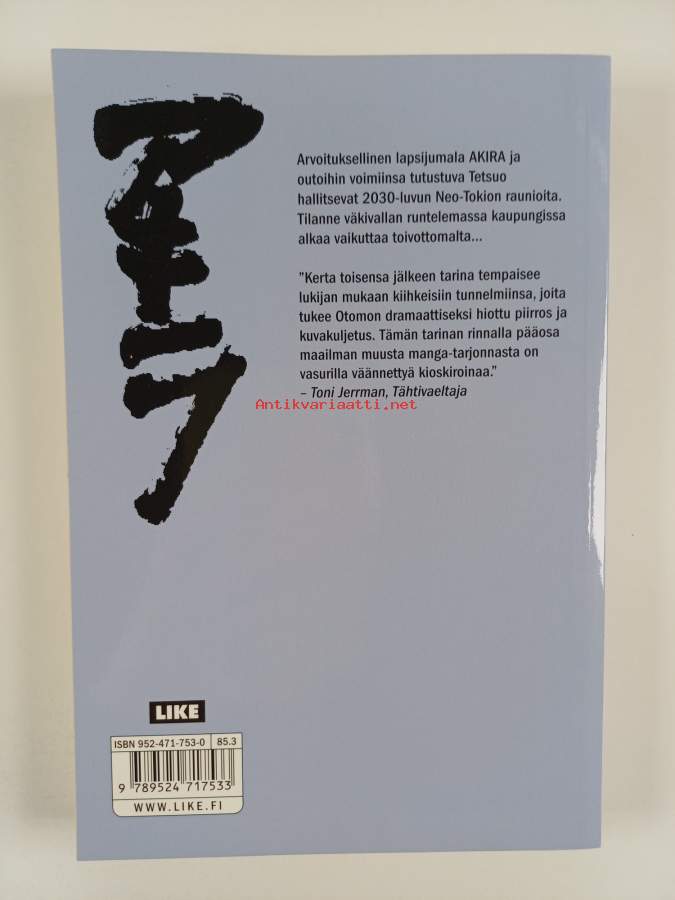 アキラ
Arvoituksellinen lapsijumala AKIRA ja
outoihin voimiinsa tutustuva Tetsuo
hallitsevat 2030-luvun Neo-Tokion raunioita.
Tilanne väkivallan runtelemassa kaupungissa
alkaa vaikuttaa toivottomalta...
”Kerta toisensa jälkeen tarina tempaisee
lukijan mukaan kiihkeisiin tunnelmiinsa, joita
tukee Otomon dramaattiseksi hiottu piirros ja
kuvakuljetus. Tämän tarinan rinnalla pääosa
maailman muusta manga-tarjonnasta on
vasurilla väännettyä kioskiroinaa.”
– Toni Jerrman, Tähtivaeltaja
Antikvariaatti.net
LIKE
ISBN 952-471-753-0 85.3
9 789524 717533
WWW.LIKE.FI